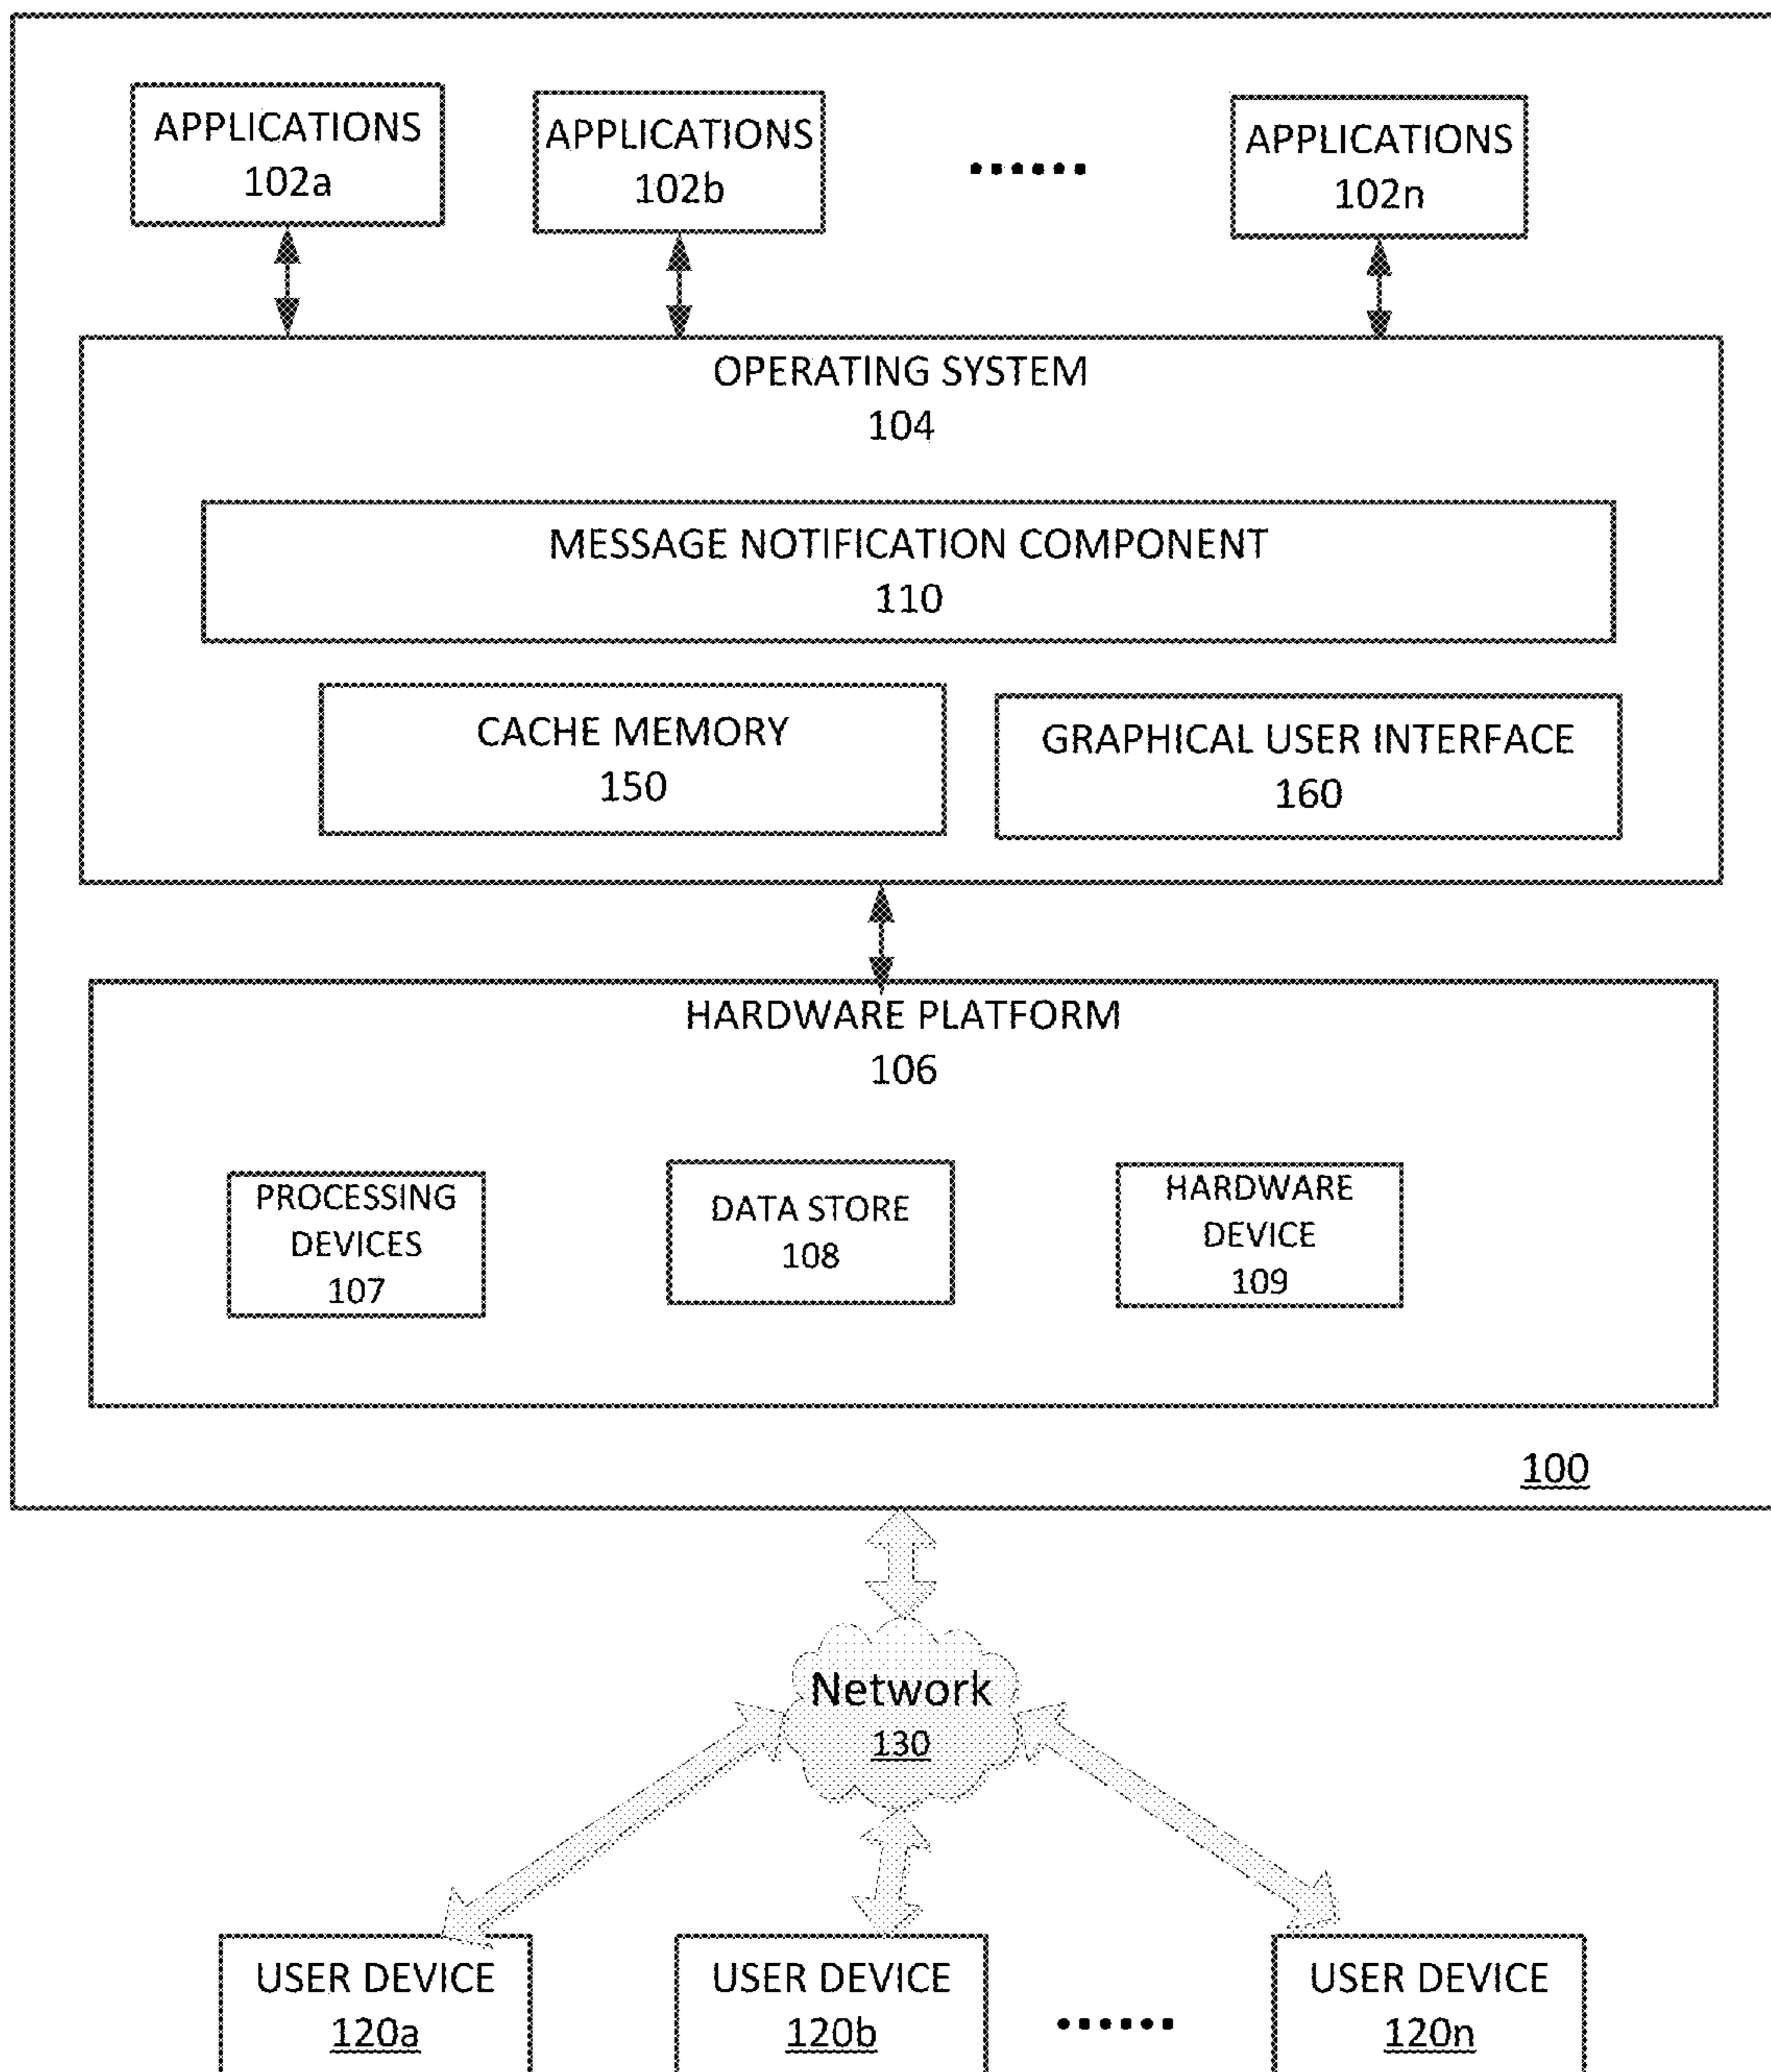 APPLICATIONS
102a
APPLICATIONS
102b
......
APPLICATIONS
102n
OPERATING SYSTEM
104
MESSAGE NOTIFICATION COMPONENT
110
CACHE MEMORY
150
GRAPHICAL USER INTERFACE
160
HARDWARE PLATFORM
106
PROCESSING
DEVICES
107
DATA STORE
108
HARDWARE
DEVICE
109
100
Network
130
USER DEVICE
120a
USER DEVICE
120b
......
USER DEVICE
120n